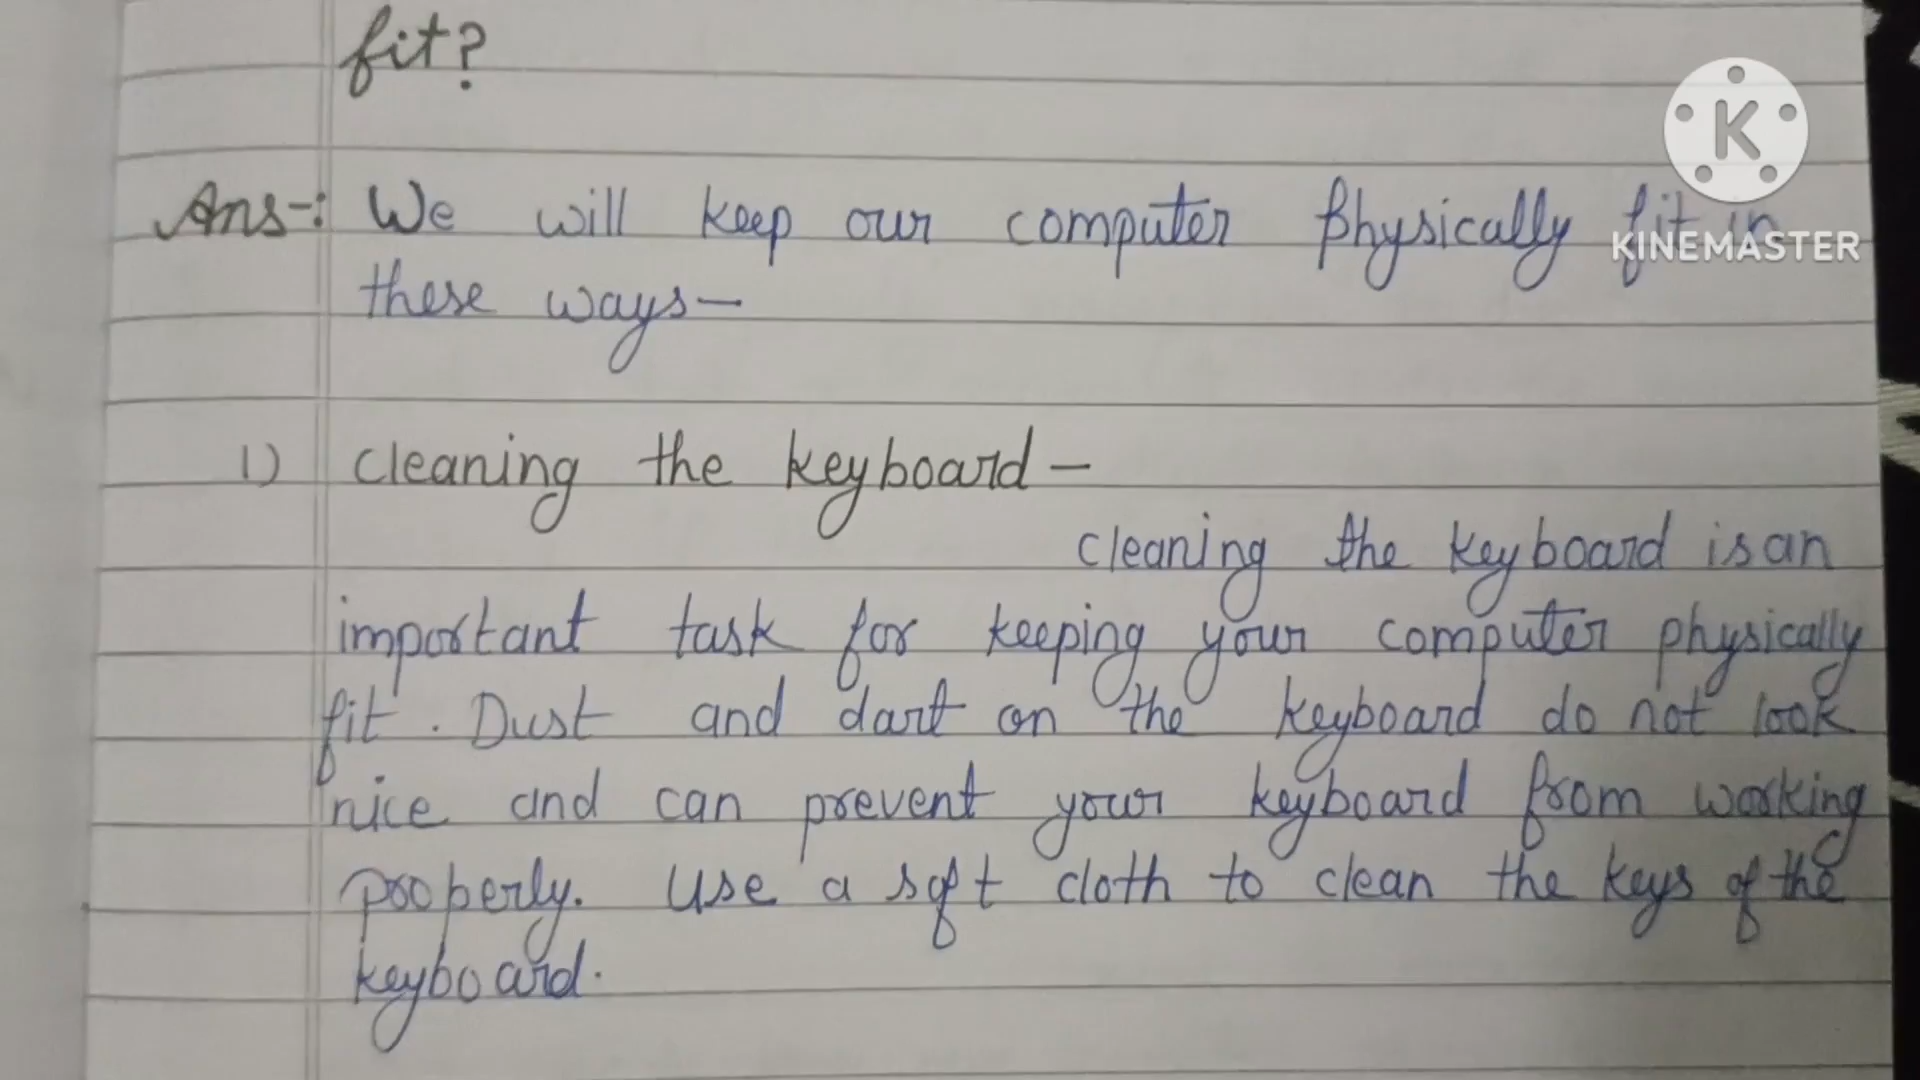 fit?
Ans-: We will keep our computer physically fit in
these ways-
1) cleaning the keyboard-
cleaning the keyboard is an
important task for keeping your computer physically
fit. Dust and dart on the keyboard do not look
nice and can prevent your keyboard from working
properly. Use a soft cloth to clean the keys of the
keyboard.
K
KINEMASTER